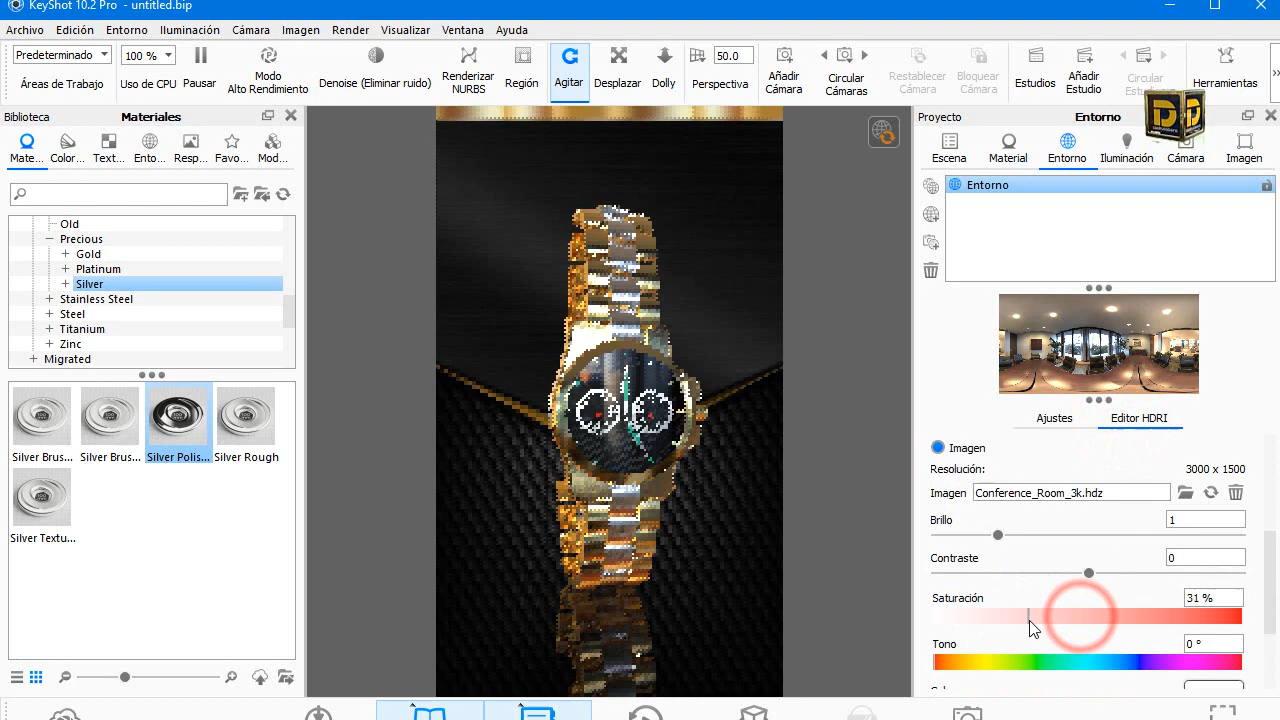 KeyShot 10.2 Pro - untitled.bip
Archivo Edición Entorno Iluminación Cámara Imagen Render Visualizar Ventana Ayuda
Predeterminado 100 % 50.0
Áreas de Trabajo Uso de CPU Pausar Modo Alto Rendimiento Denoise (Eliminar ruido) Renderizar NURBS Región Agitar Desplazar Dolly Perspectiva Añadir Cámara Circular Cámaras Restablecer Cámara Bloquear Cámara Estudios Añadir Estudio Circular Herramientas
Materiales
Mate... Color... Text... Ento... Resp... Favo... Mod...
Old
Precious
Gold
Platinum
Silver
Stainless Steel
Steel
Titanium
Zinc
Migrated
Silver Brus... Silver Brus... Silver Polis... Silver Rough
Silver Textu...
Proyecto Entorno
Escena Material Entorno Iluminación Cámara Imagen
Entorno
Ajustes Editor HDRI
Imagen
Resolución: 3000 x 1500
Imagen Conference_Room_3k.hdz
Brillo 1
Contraste 0
Saturación 31 %
Tono 0 °